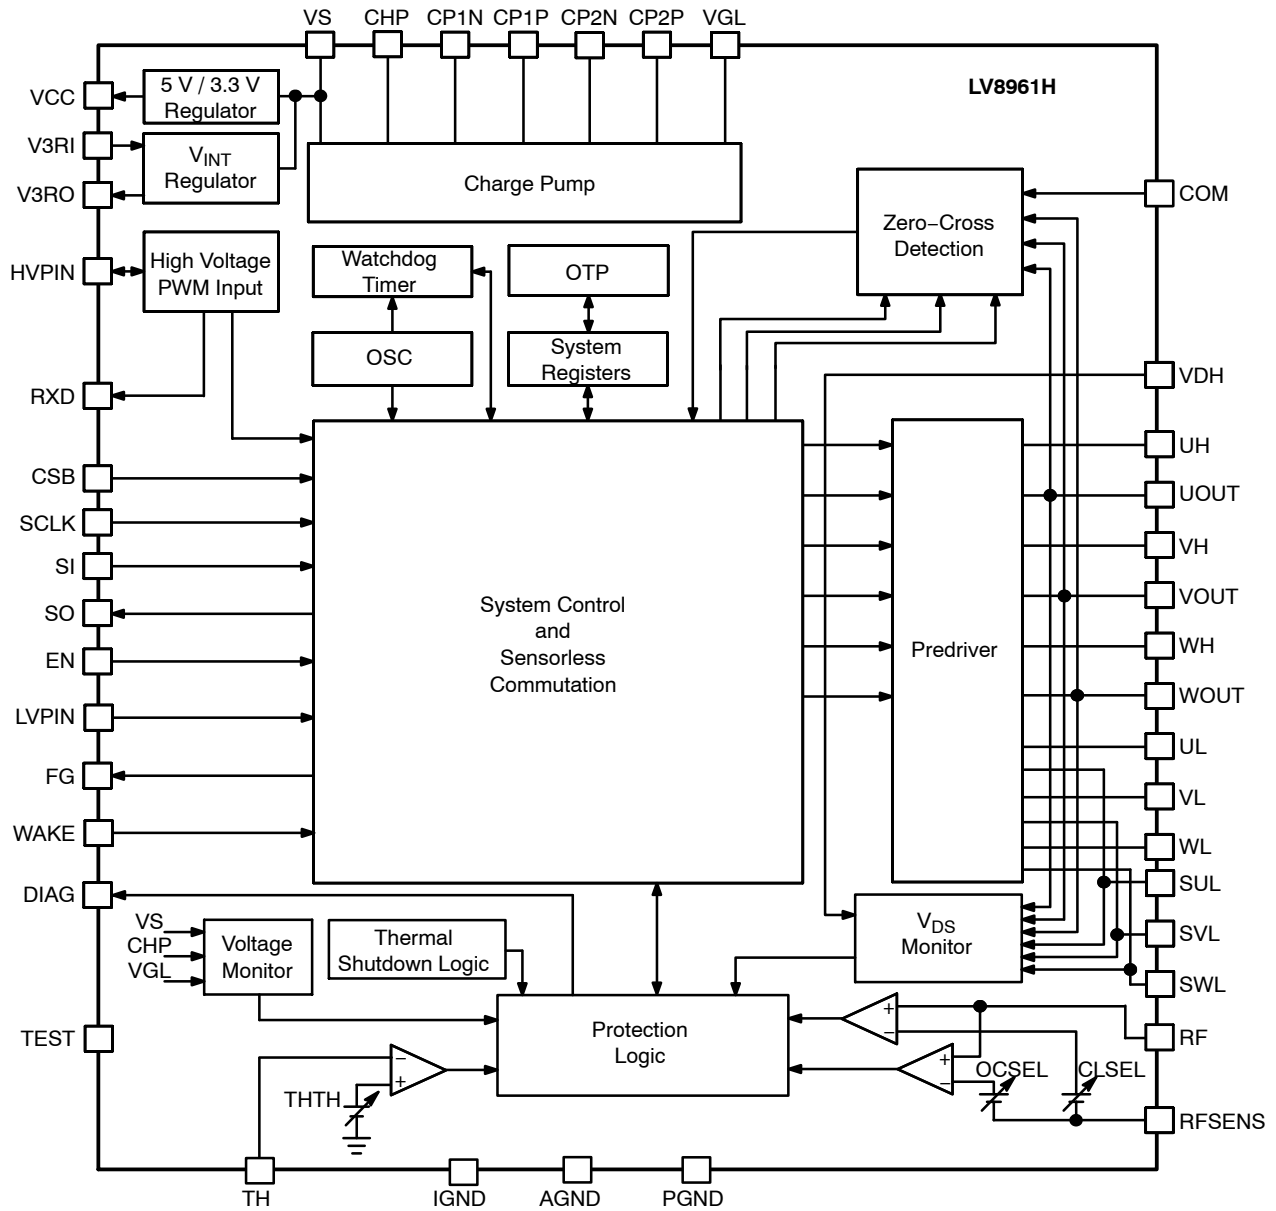 VS CHP CP1N CP1P CP2N CP2P VGL
LV8961H
VCC
5 V / 3.3 V
Regulator
V3RI
VINT
Regulator
V3RO
Charge Pump
COM
Zero−Cross
Detection
HVPIN
High Voltage
PWM Input
Watchdog
Timer
OTP
OSC
System
Registers
RXD
VDH
CSB
SCLK
SI
SO
EN
LVPIN
FG
WAKE
DIAG
System Control
and
Sensorless
Commutation
Predriver
UH
UOUT
VH
VOUT
WH
WOUT
UL
VL
WL
SUL
SVL
SWL
RF
RFSENS
VS
CHP
VGL
Voltage
Monitor
Thermal
Shutdown Logic
VDS
Monitor
TEST
Protection
Logic
+
−
+
−
−
+
OCSEL
CLSEL
THTH
TH
IGND
AGND
PGND